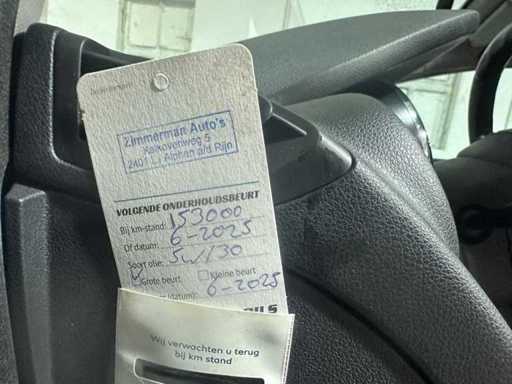 Zimmerman Auto's
Kalkovenweg 5
2401 LJ Alphen a/d Rijn
VOLGENDE ONDERHOUDSBEURT
Bij km-stand: 153000
Of datum: 6-2025
Soort olie: 5w/30
Grote beurt Kleine beurt
(datum): 6-2025
Wij verwachten u terug
bij km stand